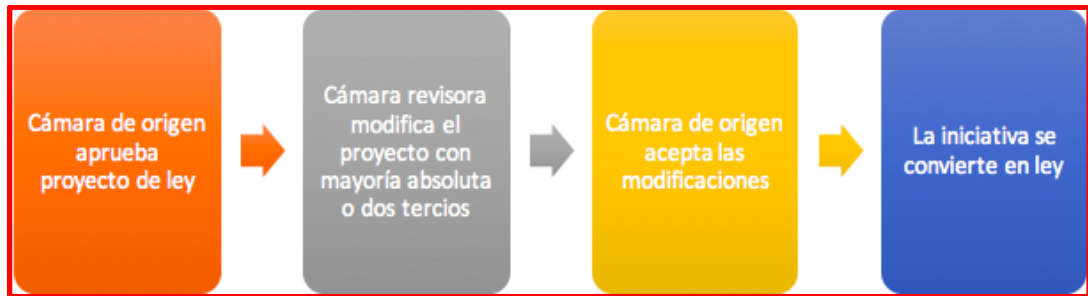 Cámara de origen
aprueba
proyecto de ley
Cámara revisora
modifica el
proyecto con
mayoría absoluta
o dos tercios
Cámara de origen
acepta las
modificaciones
La iniciativa se
convierte en ley